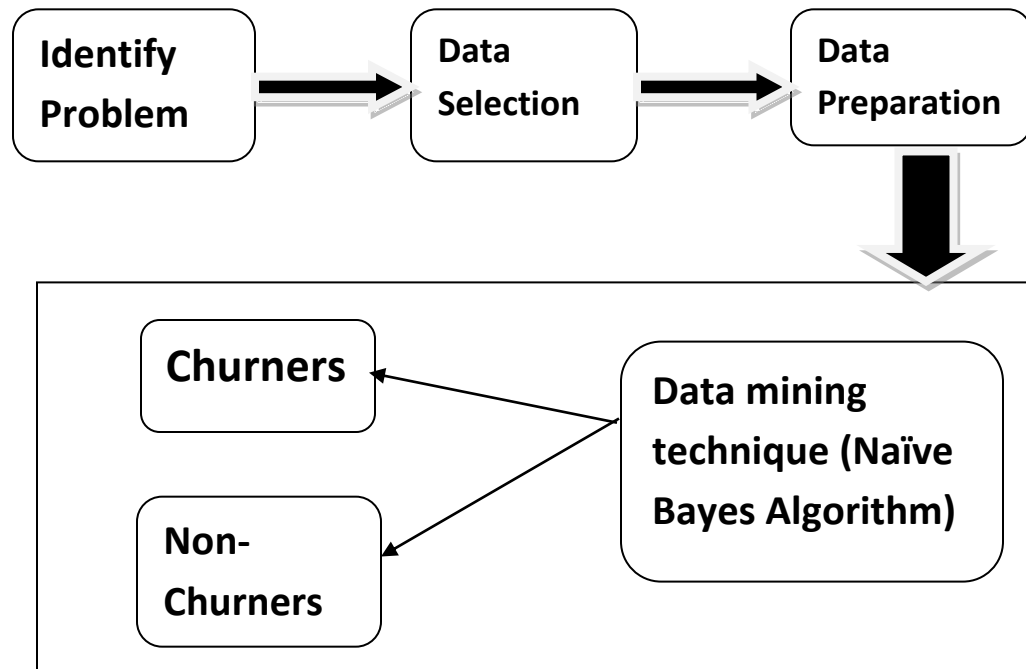 Identify
Problem
Data
Selection
Data
Preparation
Churners
Data mining
technique (Naïve
Bayes Algorithm)
Non-
Churners